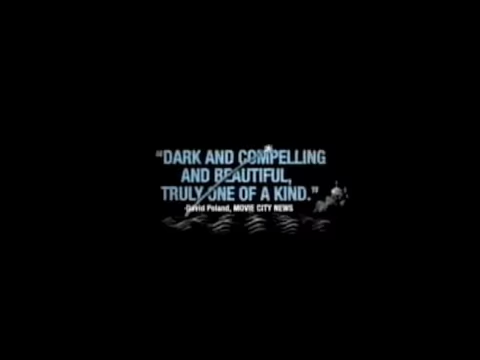 “DARK AND COMPELLING
AND BEAUTIFUL,
TRULY ONE OF A KIND.”
-David Poland, MOVIE CITY NEWS